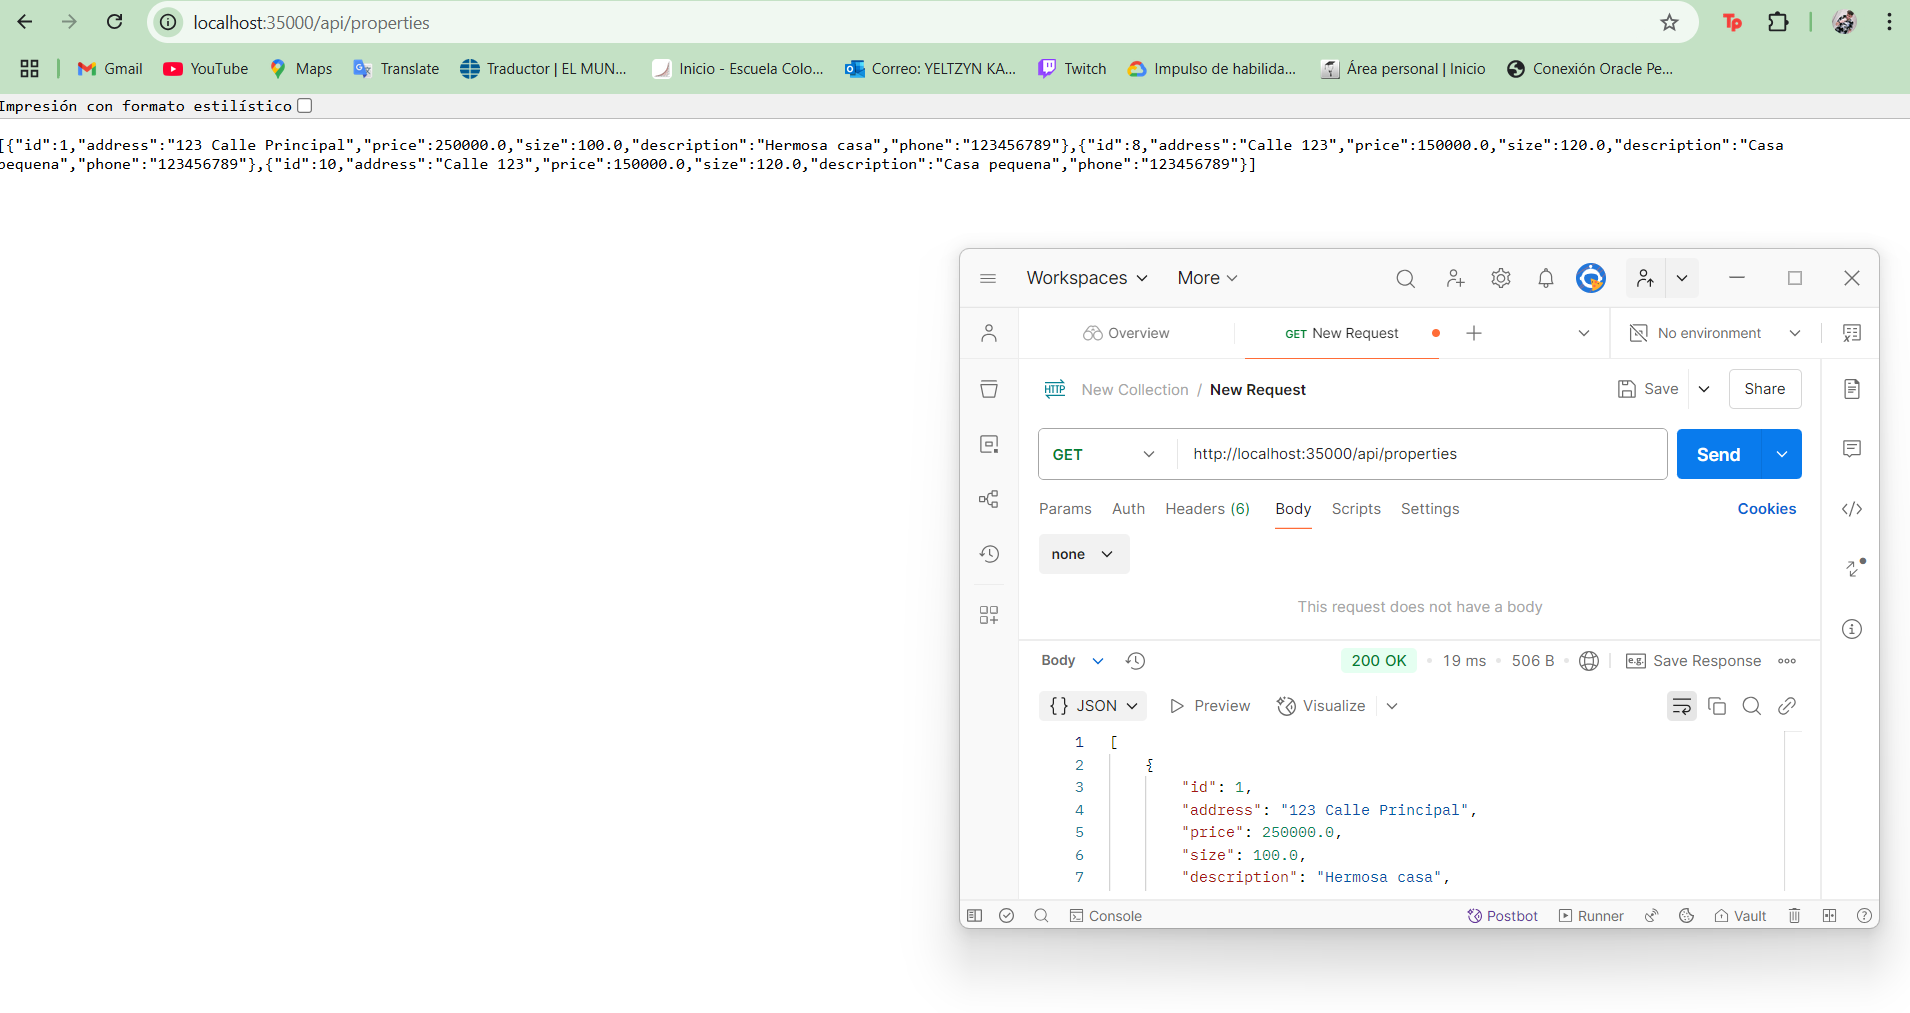 localhost:35000/api/properties
Gmail YouTube Maps Translate Traductor | EL MUN... Inicio - Escuela Colo... Correo: YELTZYN KA... Twitch Impulso de habilida... Área personal | Inicio Conexión Oracle Pe...
Impresión con formato estilístico
[{"id":1,"address":"123 Calle Principal","price":250000.0,"size":100.0,"description":"Hermosa casa","phone":"123456789"},{"id":8,"address":"Calle 123","price":150000.0,"size":120.0,"description":"Casa
pequena","phone":"123456789"},{"id":10,"address":"Calle 123","price":150000.0,"size":120.0,"description":"Casa pequena","phone":"123456789"}]
Workspaces More
Overview GET New Request No environment
HTTP New Collection / New Request Save Share
GET http://localhost:35000/api/properties Send
Params Auth Headers (6) Body Scripts Settings Cookies
none
This request does not have a body
Body 200 OK 19 ms 506 B e.g. Save Response
{} JSON Preview Visualize
1 [
2 {
3 "id": 1,
4 "address": "123 Calle Principal",
5 "price": 250000.0,
6 "size": 100.0,
7 "description": "Hermosa casa",
Console Postbot Runner Vault